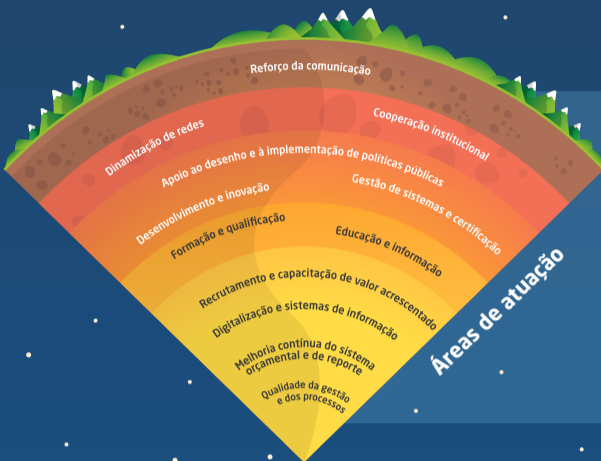 Reforço da comunicação
Dinamização de redes
Cooperação institucional
Apoio ao desenho e à implementação de políticas públicas
Desenvolvimento e inovação
Gestão de sistemas e certificação
Formação e qualificação
Educação e informação
Recrutamento e capacitação de valor acrescentado
Digitalização e sistemas de informação
Melhoria contínua do sistema
orçamental e de reporte
Qualidade da gestão
e dos processos
Áreas de atuação